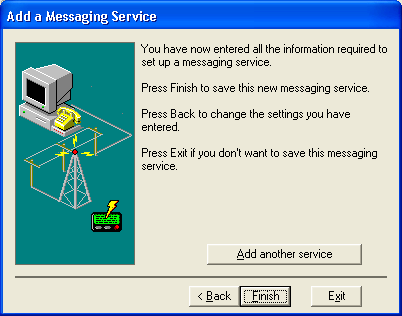 Add a Messaging Service
You have now entered all the information required to
set up a messaging service.
Press Finish to save this new messaging service.
Press Back to change the settings you have
entered.
Press Exit if you don't want to save this messaging
service.
Add another service
< Back
Finish
Exit